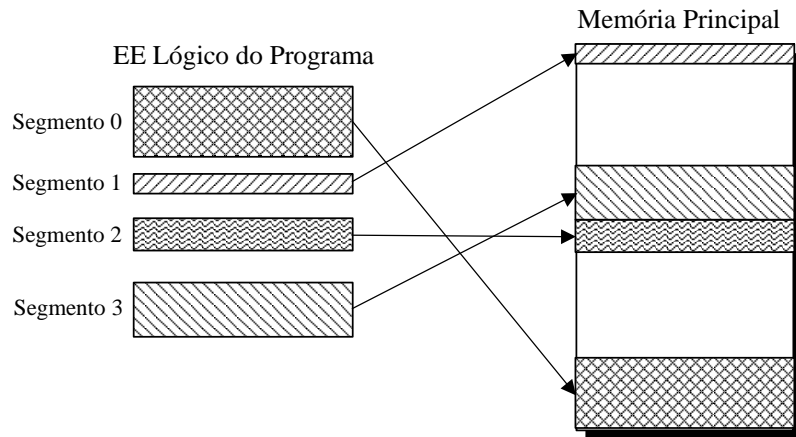 Memória Principal
EE Lógico do Programa
Segmento 0
Segmento 1
Segmento 2
Segmento 3